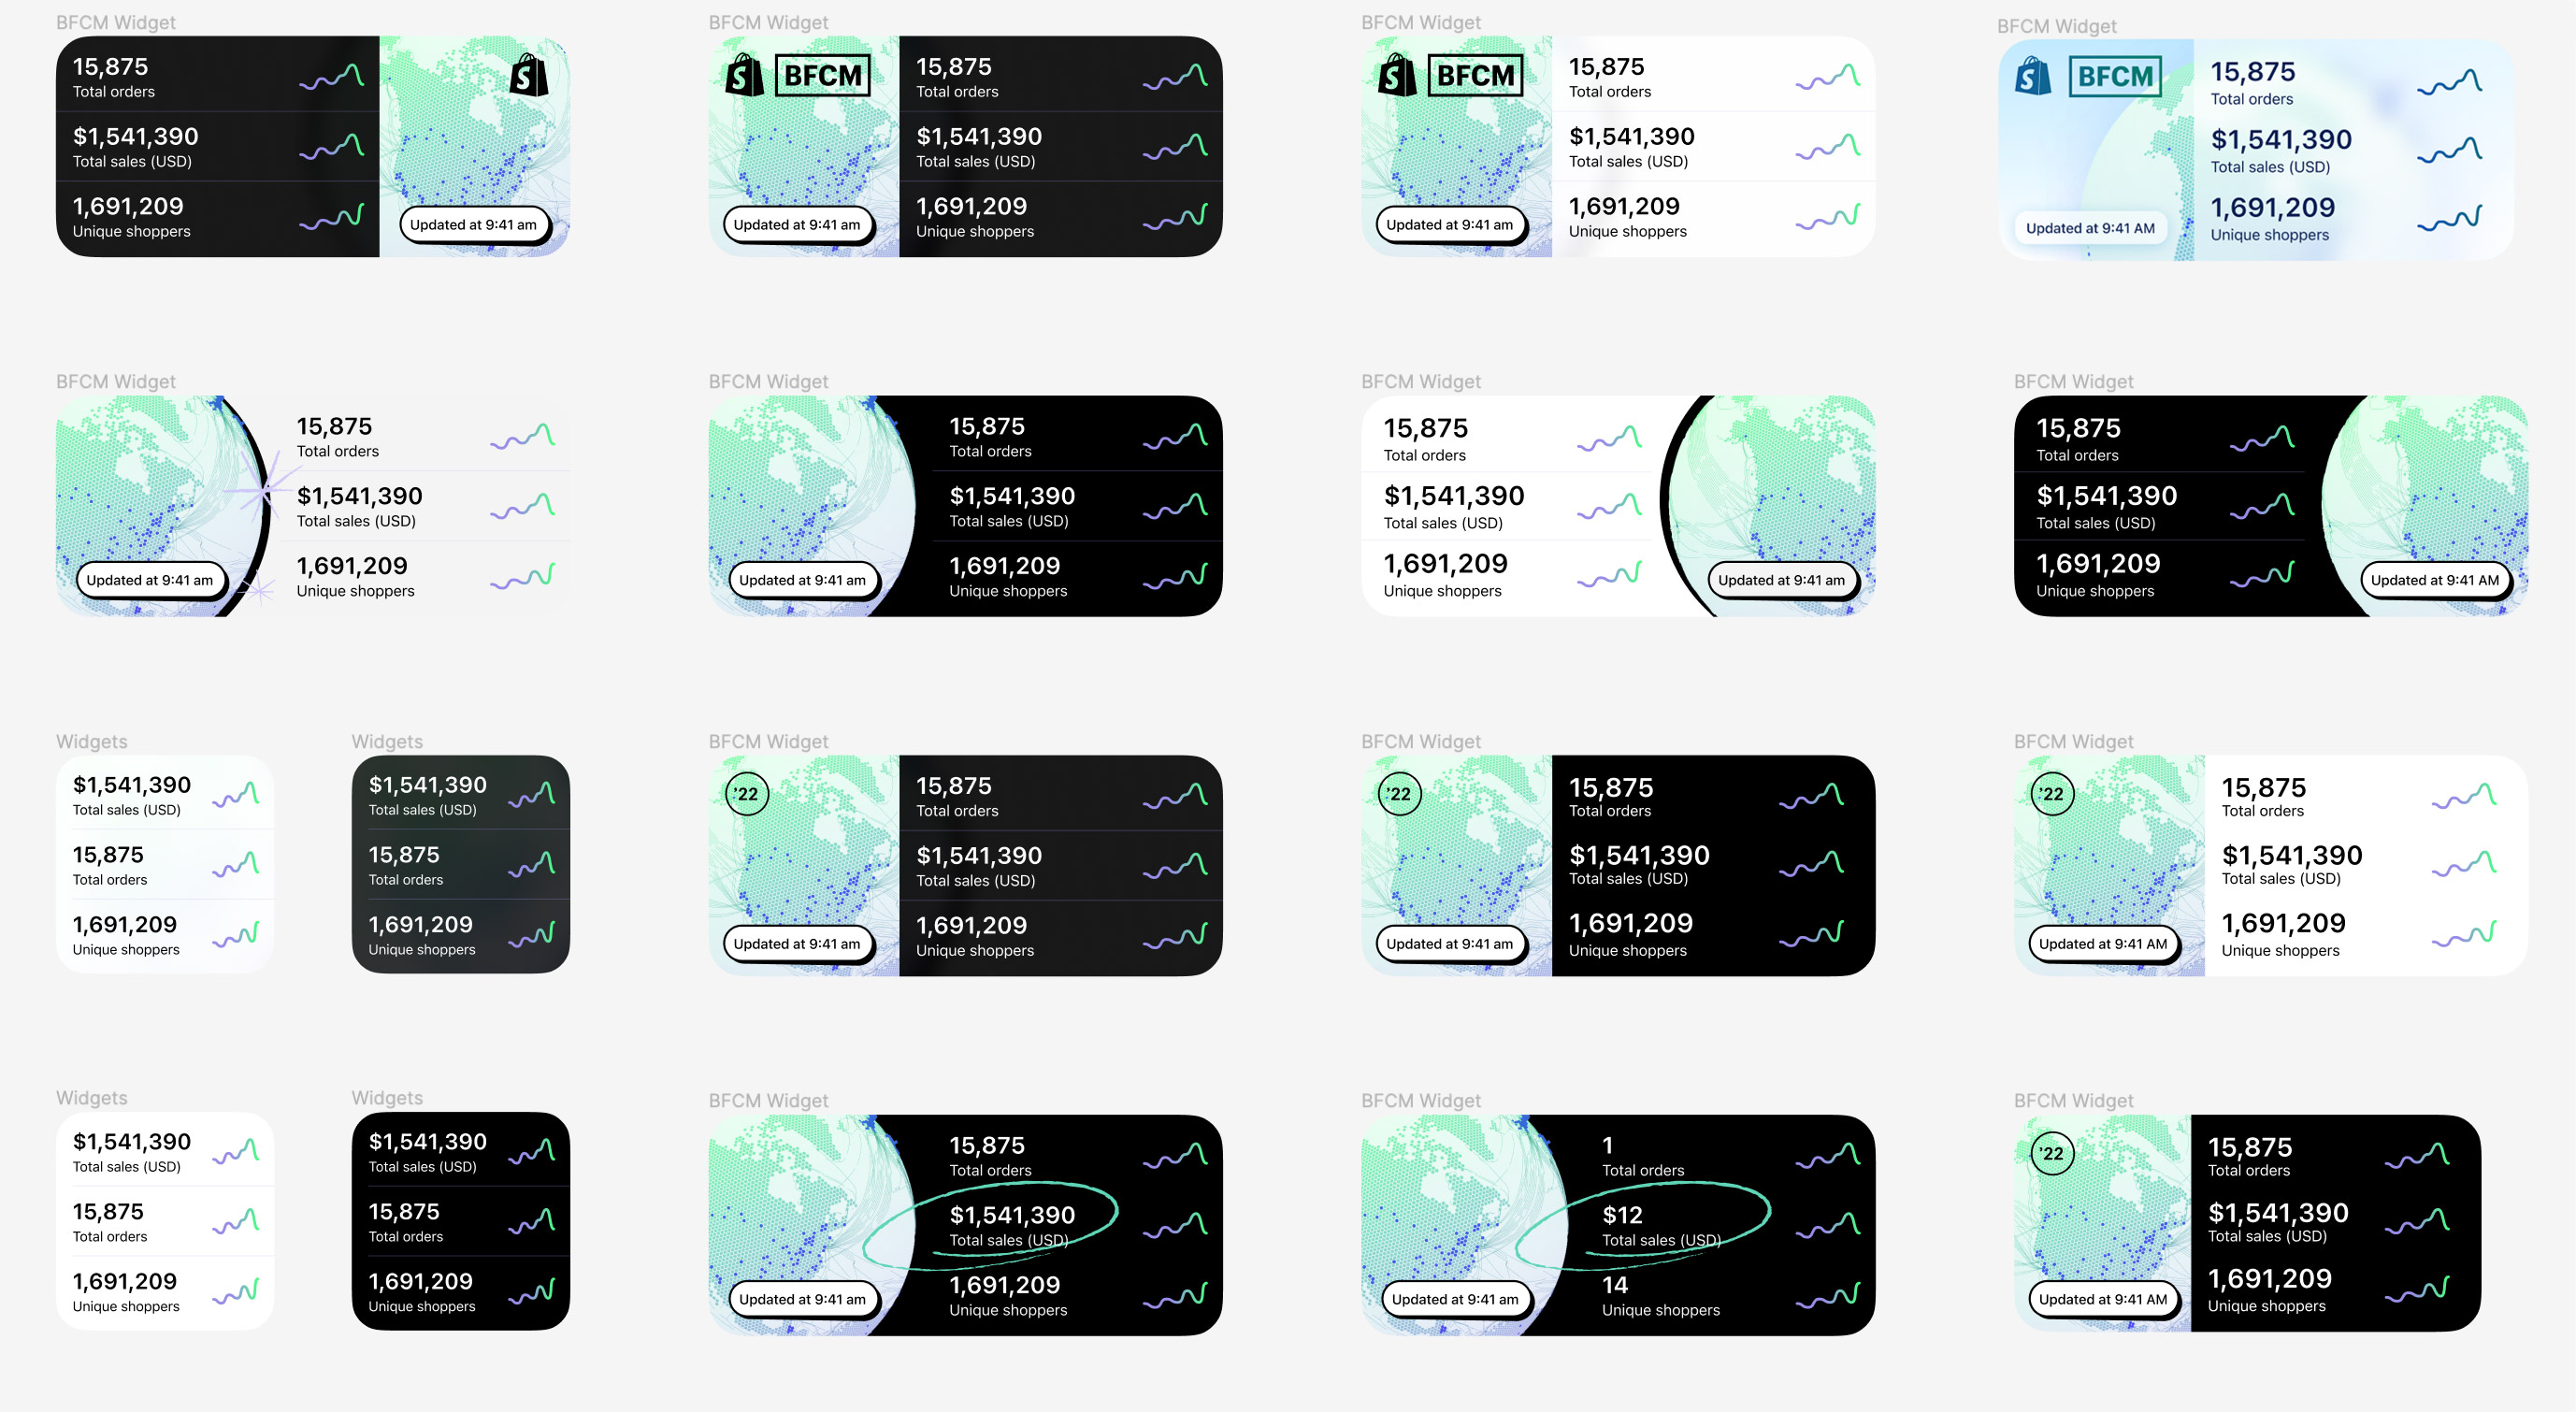 BFCM Widget
15,875
Total orders
$1,541,390
Total sales (USD)
1,691,209
Unique shoppers
Updated at 9:41 am
BFCM Widget
BFCM
Updated at 9:41 am
15,875
Total orders
$1,541,390
Total sales (USD)
1,691,209
Unique shoppers
BFCM Widget
BFCM
Updated at 9:41 am
15,875
Total orders
$1,541,390
Total sales (USD)
1,691,209
Unique shoppers
BFCM Widget
BFCM
Updated at 9:41 AM
15,875
Total orders
$1,541,390
Total sales (USD)
1,691,209
Unique shoppers
BFCM Widget
Updated at 9:41 am
15,875
Total orders
$1,541,390
Total sales (USD)
1,691,209
Unique shoppers
BFCM Widget
Updated at 9:41 am
15,875
Total orders
$1,541,390
Total sales (USD)
1,691,209
Unique shoppers
BFCM Widget
15,875
Total orders
$1,541,390
Total sales (USD)
1,691,209
Unique shoppers
Updated at 9:41 am
BFCM Widget
15,875
Total orders
$1,541,390
Total sales (USD)
1,691,209
Unique shoppers
Updated at 9:41 AM
Widgets
$1,541,390
Total sales (USD)
15,875
Total orders
1,691,209
Unique shoppers
Widgets
$1,541,390
Total sales (USD)
15,875
Total orders
1,691,209
Unique shoppers
BFCM Widget
'22
Updated at 9:41 am
15,875
Total orders
$1,541,390
Total sales (USD)
1,691,209
Unique shoppers
BFCM Widget
'22
Updated at 9:41 am
15,875
Total orders
$1,541,390
Total sales (USD)
1,691,209
Unique shoppers
BFCM Widget
'22
Updated at 9:41 AM
15,875
Total orders
$1,541,390
Total sales (USD)
1,691,209
Unique shoppers
Widgets
$1,541,390
Total sales (USD)
15,875
Total orders
1,691,209
Unique shoppers
Widgets
$1,541,390
Total sales (USD)
15,875
Total orders
1,691,209
Unique shoppers
BFCM Widget
Updated at 9:41 am
15,875
Total orders
$1,541,390
Total sales (USD)
1,691,209
Unique shoppers
BFCM Widget
Updated at 9:41 am
1
Total orders
$12
Total sales (USD)
14
Unique shoppers
BFCM Widget
'22
Updated at 9:41 AM
15,875
Total orders
$1,541,390
Total sales (USD)
1,691,209
Unique shoppers